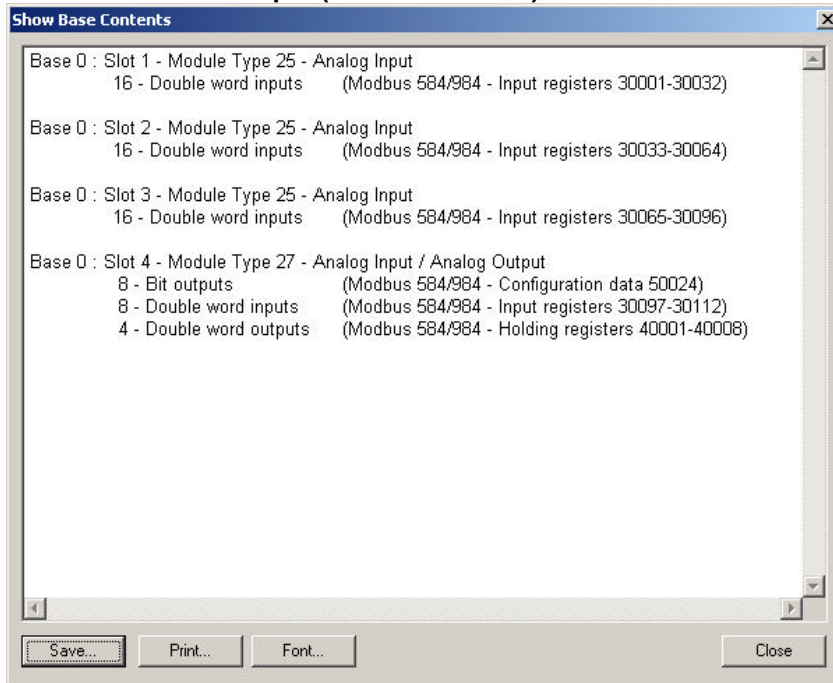 Show Base Contents
Base 0 : Slot 1 - Module Type 25 - Analog Input
16 - Double word inputs (Modbus 584/984 - Input registers 30001-30032)
Base 0 : Slot 2 - Module Type 25 - Analog Input
16 - Double word inputs (Modbus 584/984 - Input registers 30033-30064)
Base 0 : Slot 3 - Module Type 25 - Analog Input
16 - Double word inputs (Modbus 584/984 - Input registers 30065-30096)
Base 0 : Slot 4 - Module Type 27 - Analog Input / Analog Output
8 - Bit outputs (Modbus 584/984 - Configuration data 50024)
8 - Double word inputs (Modbus 584/984 - Input registers 30097-30112)
4 - Double word outputs (Modbus 584/984 - Holding registers 40001-40008)
Save... Print... Font... Close